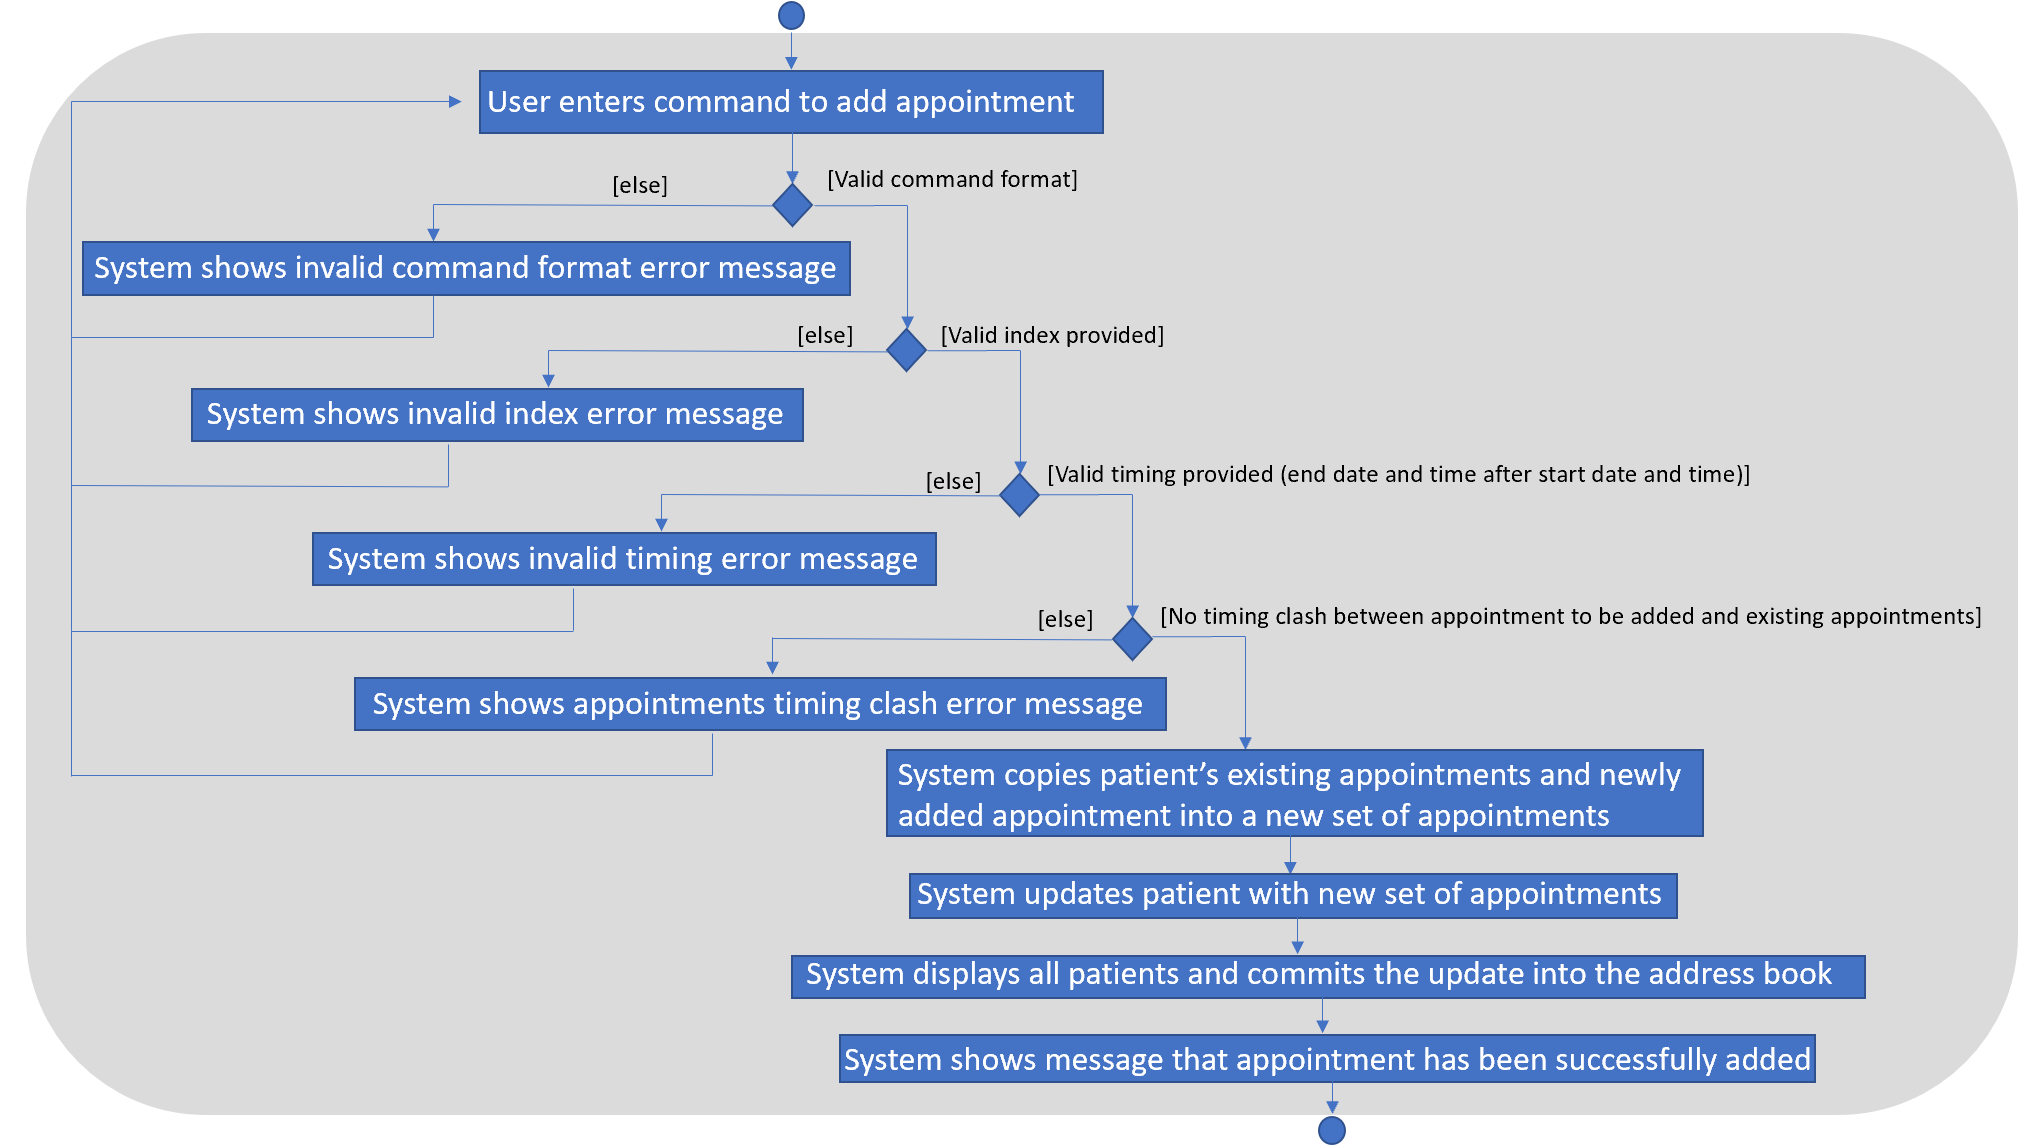 User enters command to add appointment
[else]
[Valid command format]
System shows invalid command format error message
[else]
[Valid index provided]
System shows invalid index error message
[else]
[Valid timing provided (end date and time after start date and time)]
System shows invalid timing error message
[else]
[No timing clash between appointment to be added and existing appointments]
System shows appointments timing clash error message
System copies patient’s existing appointments and newly
added appointment into a new set of appointments
System updates patient with new set of appointments
System displays all patients and commits the update into the address book
System shows message that appointment has been successfully added